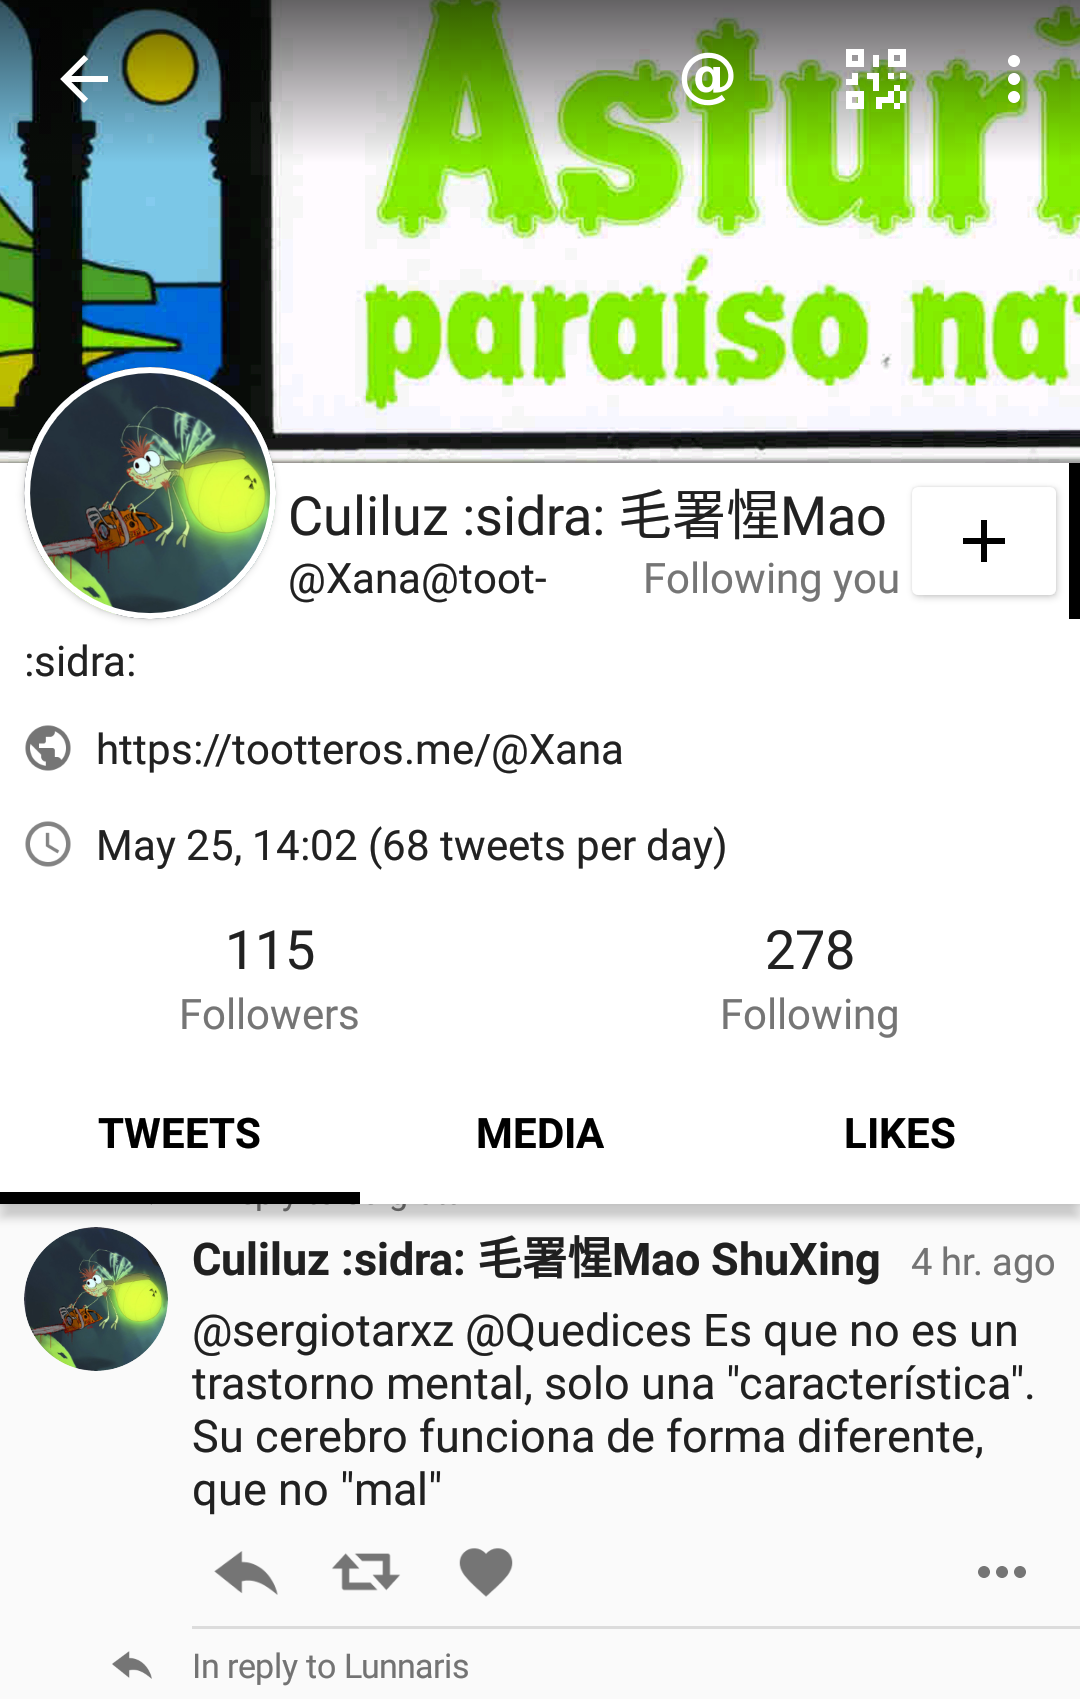 Asturi
paraíso na
Culiluz :sidra: 毛署惺Mao
@Xana@toot-
Following you
:sidra:
https://tootteros.me/@Xana
May 25, 14:02 (68 tweets per day)
115
278
Followers
Following
TWEETS
MEDIA
LIKES
Culiluz :sidra: 毛署惺Mao ShuXing
4 hr. ago
@sergiotarxz @Quedices Es que no es un
trastorno mental, solo una "característica".
Su cerebro funciona de forma diferente,
que no "mal"
In reply to Lunnaris